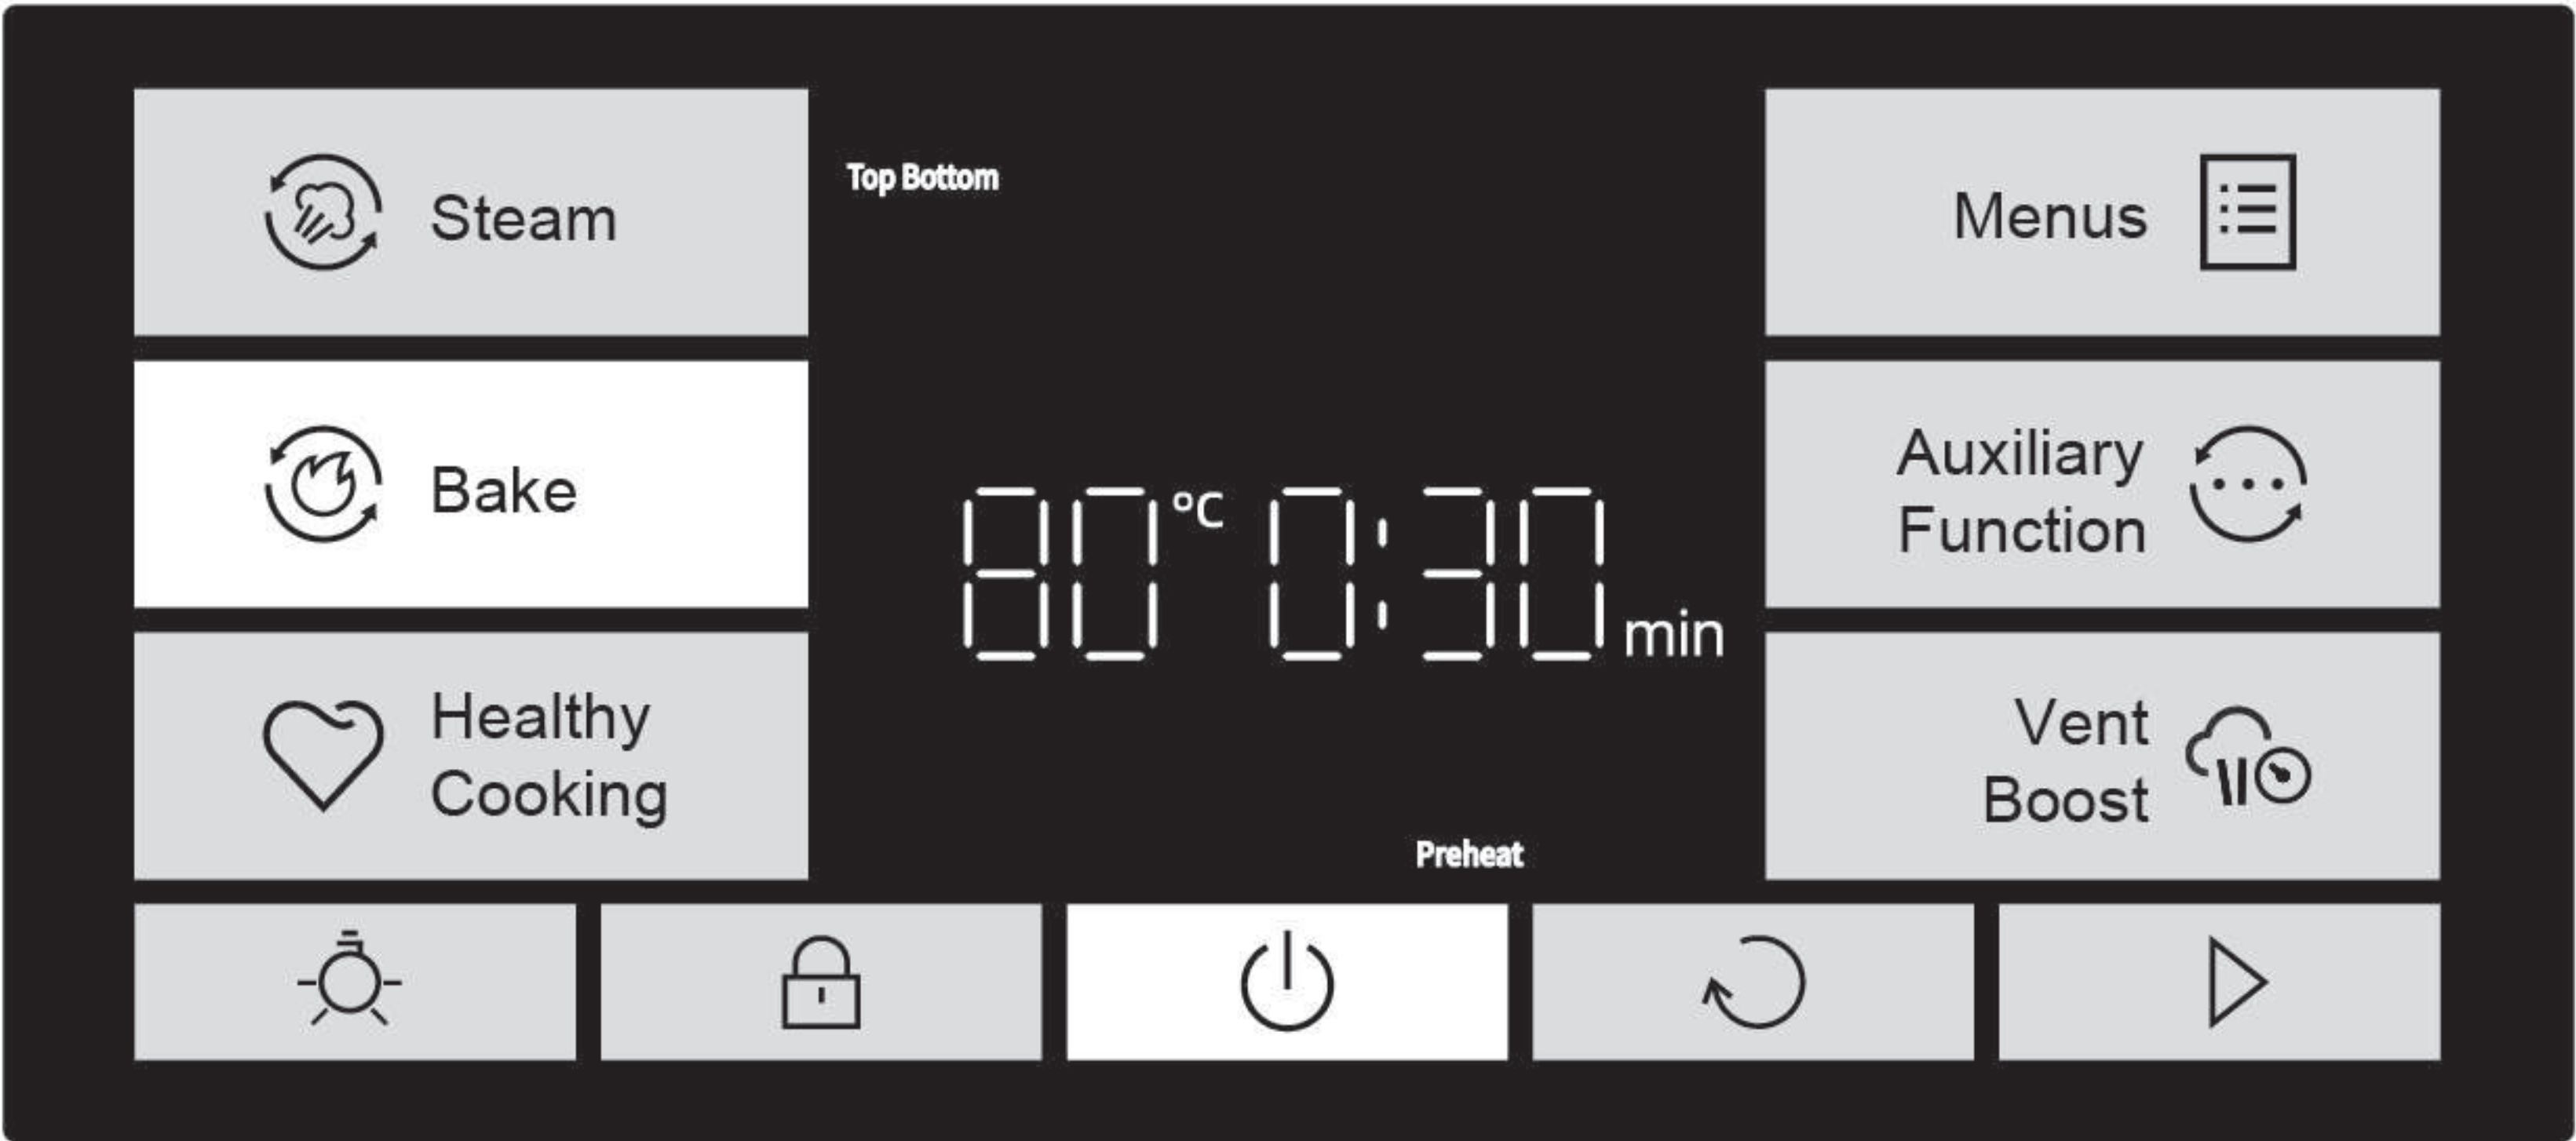 Steam
Top Bottom
Menus
Bake
80°C 0:30 min
Auxiliary
Function
Healthy
Cooking
Vent
Boost
Preheat